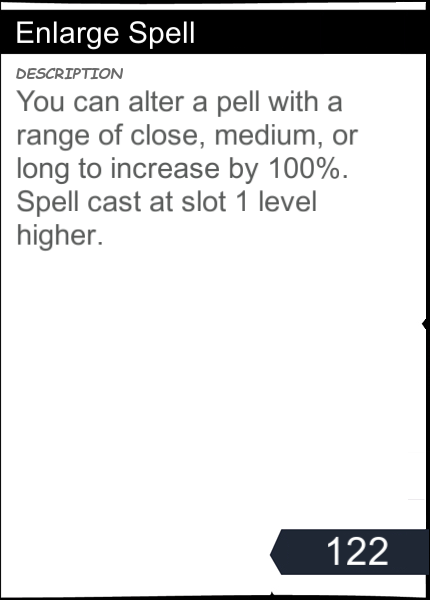 Enlarge Spell
DESCRIPTION
You can alter a pell with a
range of close, medium, or
long to increase by 100%.
Spell cast at slot 1 level
higher.
122